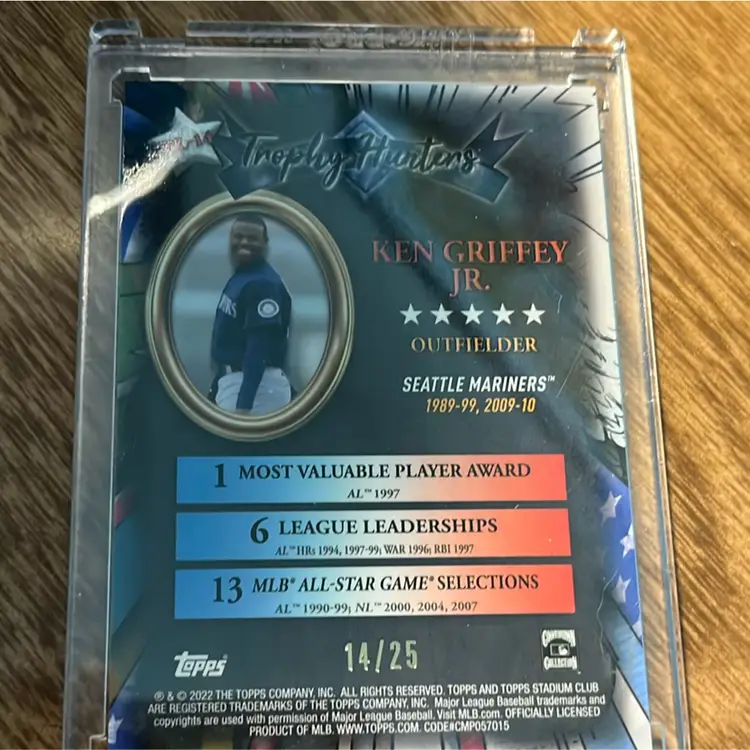 Trophy Hunters
KEN GRIFFEY
JR.
OUTFIELDER
SEATTLE MARINERS™
1989-99, 2009-10
1 MOST VALUABLE PLAYER AWARD
AL™ 1997
6 LEAGUE LEADERSHIPS
AL™ HRs 1994, 1997-99; WAR 1996; RBI 1997
13 MLB® ALL-STAR GAME® SELECTIONS
AL™ 1990-99; NL™ 2000, 2004, 2007
14/25
Topps
COOPERSTOWN
COLLECTION
® & © 2022 THE TOPPS COMPANY, INC. ALL RIGHTS RESERVED. TOPPS AND TOPPS STADIUM CLUB
ARE REGISTERED TRADEMARKS OF THE TOPPS COMPANY, INC. Major League Baseball trademarks and
copyrights are used with permission of Major League Baseball. Visit MLB.com. OFFICIALLY LICENSED
PRODUCT OF MLB. WWW.TOPPS.COM. CODE#CMP057015